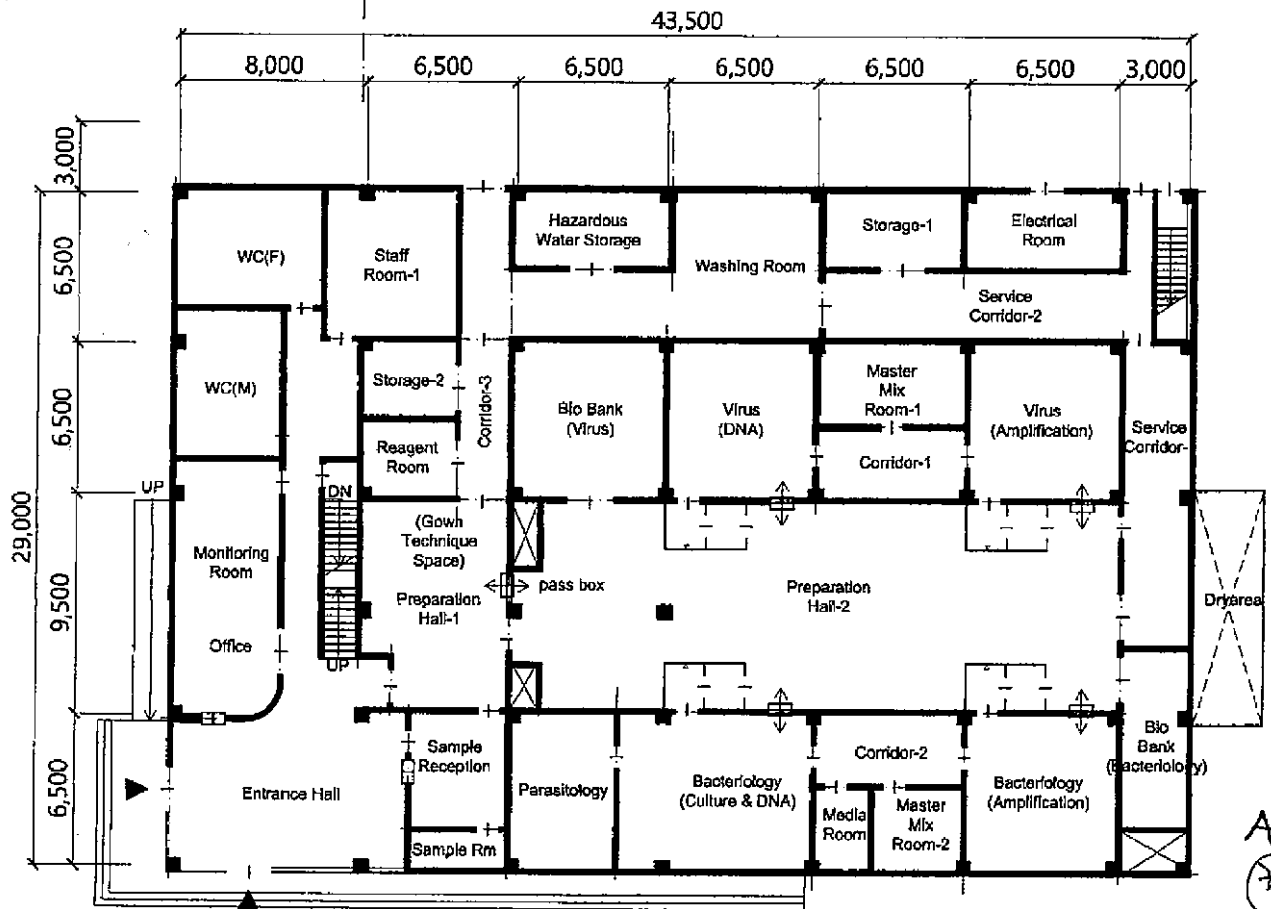 43,500
8,000
6,500
6,500
6,500
6,500
6,500
3,000
3,000
6,500
6,500
9,500
6,500
29,000
WC(F)
Staff
Room-1
Hazardous
Water Storage
Washing Room
Storage-1
Electrical
Room
Service
Corridor-2
WC(M)
Storage-2
Reagent
Room
Corridor-3
Bio Bank
(Virus)
Virus
(DNA)
Master
Mix
Room-1
Corridor-1
Virus
(Amplification)
Service
Corridor-
UP
DN
(Gown
Technique
Space)
Monitoring
Room
Office
Preparation
Hall-1
pass box
Preparation
Hall-2
Dryarea
UP
Entrance Hall
Sample
Reception
Sample Rm
Parasitology
Bacteriology
(Culture & DNA)
Corridor-2
Media
Room
Master
Mix
Room-2
Bacteriology
(Amplification)
Bio
Bank
(Bacteriology)
A